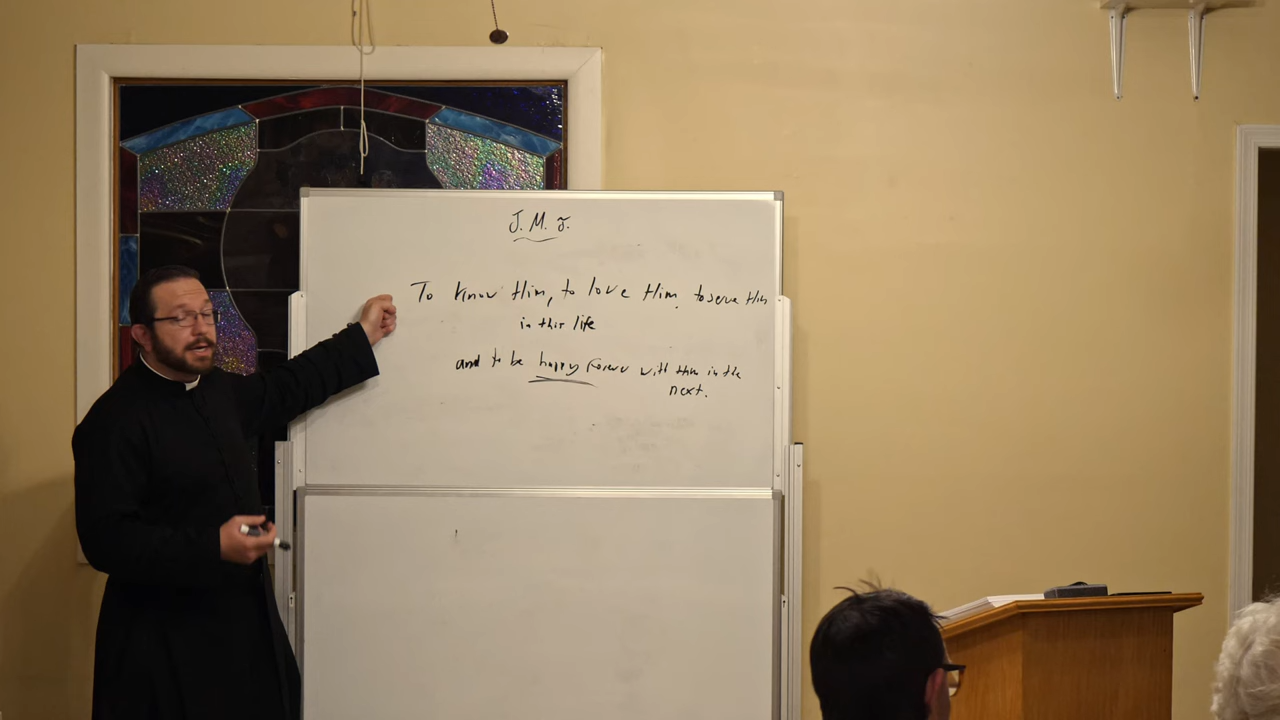 J. M. J.
To know Him, to love Him, to serve Him
in this life
and to be happy forever with Him in the
next.